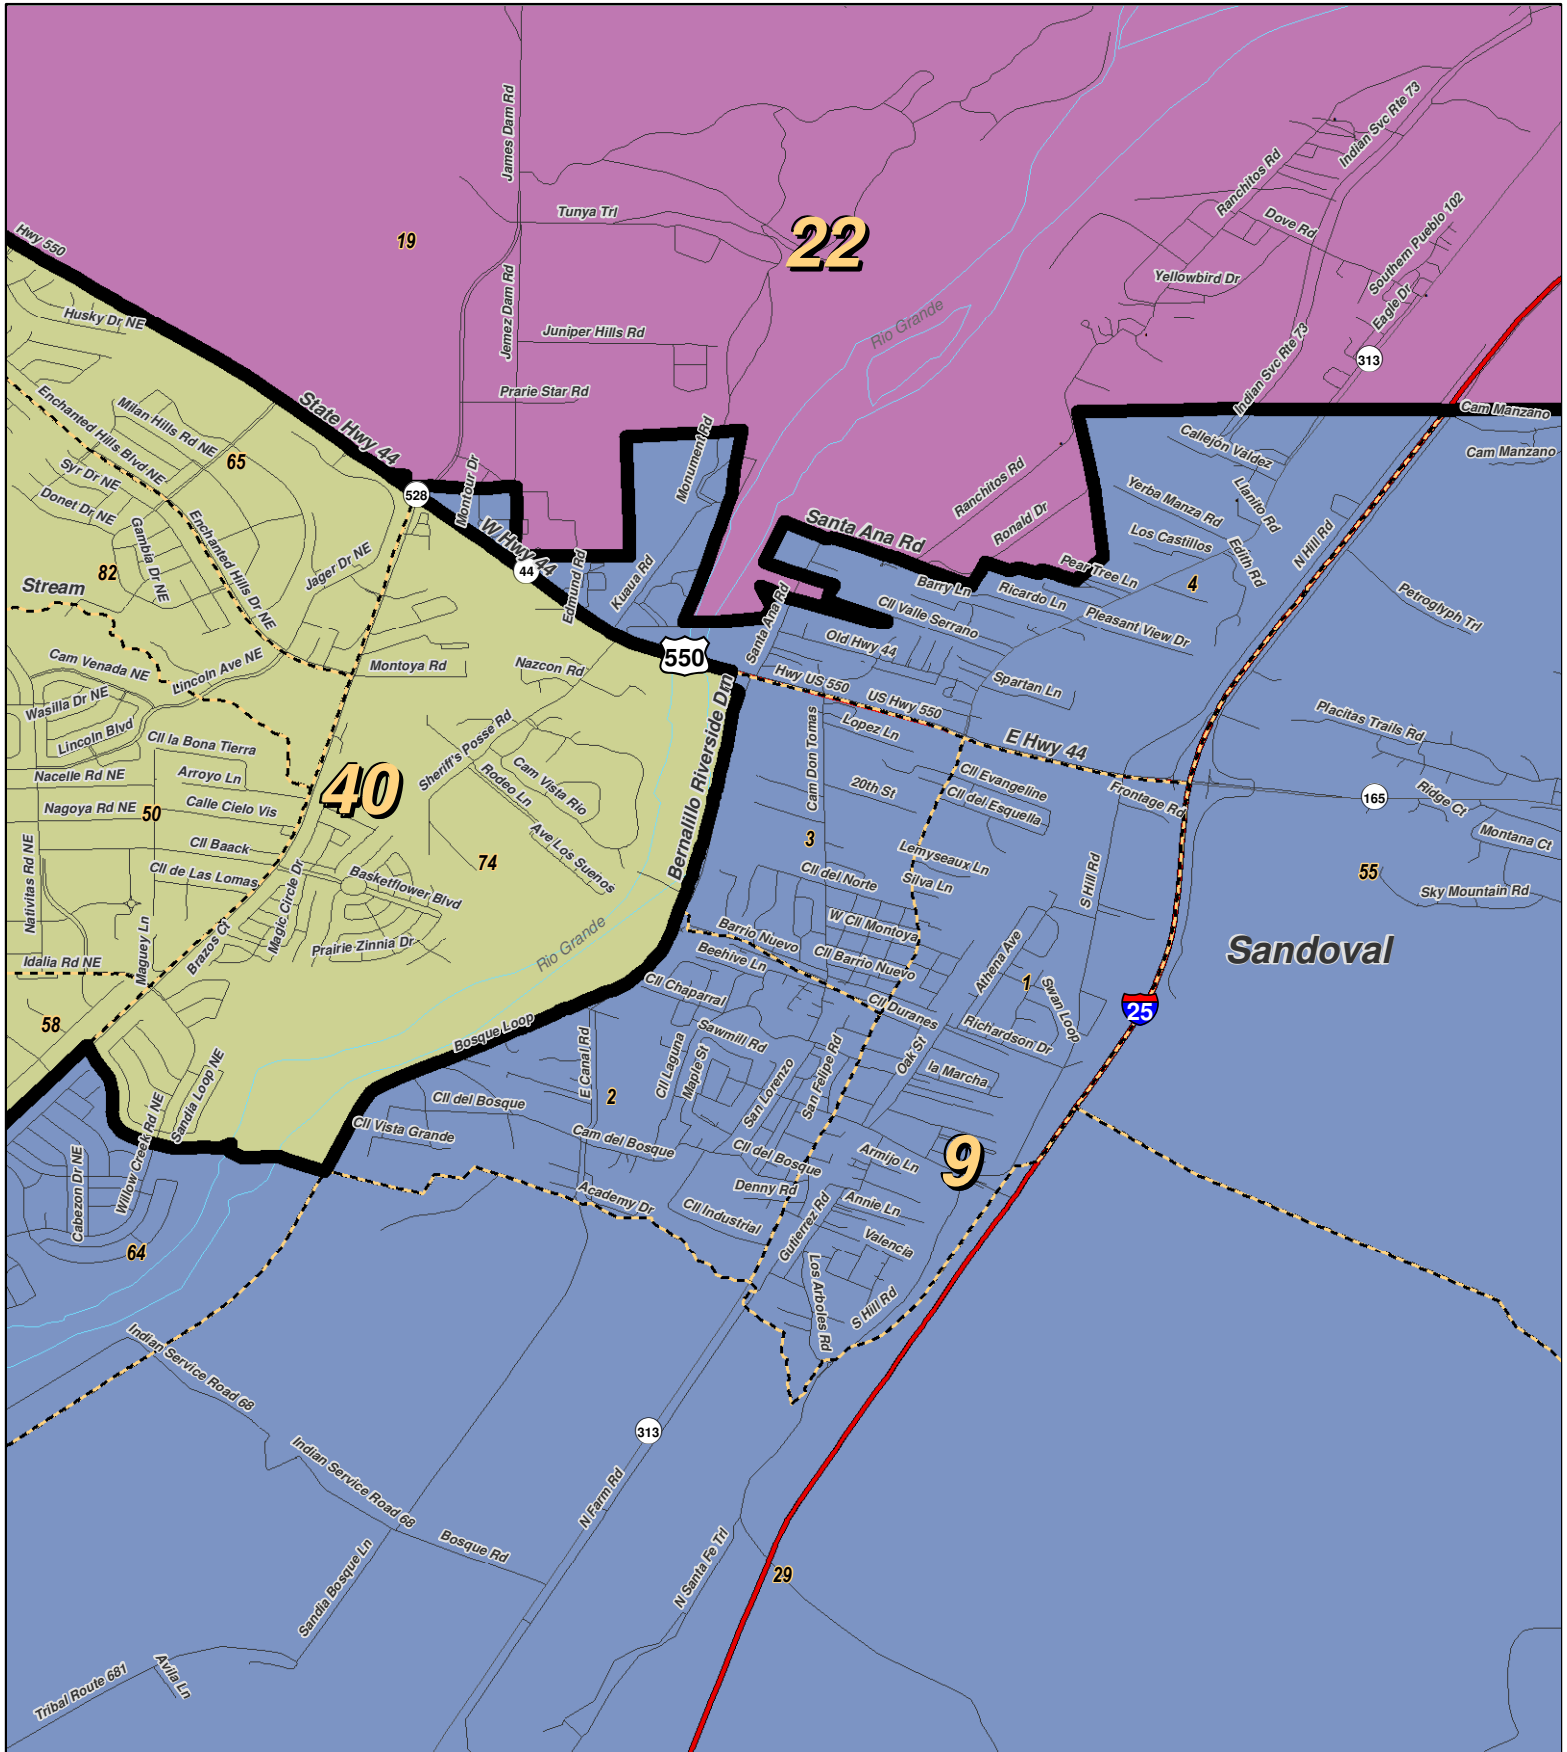 James Dam Rd
Indian Svc Rte 73
Ranchitos Rd
Tunya Trl
22
19
Hwy 550
Dove Rd
Southern Pueblo 102
Yellowbird Dr
Eagle Dr
Jemez Dam Rd
Rio Grande
Husky Dr NE
Juniper Hills Rd
313
Indian Svc Rte 73
Prarie Star Rd
Enchanted Hills Blvd NE
Milan Hills Rd NE
State Hwy 44
Cam Manzano
Monument Rd
Callejón Valdez
Cam Manzano
65
Syr Dr NE
Montour Dr
528
Ranchitos Rd
Yerba Manza Rd
Llanito Rd
Donet Dr NE
Gambia Dr NE
Enchanted Hills Dr NE
W Hwy 44
Santa Ana Rd
Ronald Dr
Los Castillos
N Hill Rd
Edith Rd
82
Stream
Jager Dr NE
44
Edmund Rd
Kuaua Rd
Pear Tree Ln
Barry Ln
Ricardo Ln
4
Petroglyph Trl
Cll Valle Serrano
Pleasant View Dr
Santa Ana Rd
Old Hwy 44
Cam Venada NE
Lincoln Ave NE
Montoya Rd
Nazcon Rd
550
Hwy US 550
US Hwy 550
Spartan Ln
Wasilla Dr NE
Lincoln Blvd
Cll la Bona Tierra
Sheriff's Posse Rd
Bernalillo Riverside Drn
Cam Don Tomas
Lopez Ln
E Hwy 44
Placitas Trails Rd
Nacelle Rd NE
Arroyo Ln
40
Rodeo Ln
Cam Vista Rio
20th St
Cll Evangeline
Cll del Esquella
Frontage Rd
165
Ridge Ct
Nagoya Rd NE
50
Calle Cielo Vis
Montana Ct
Cll Baack
74
Ave Los Suenos
3
Lemyseaux Ln
Nativitas Rd NE
Cll de Las Lomas
Magic Circle Dr
Basketflower Blvd
Cll del Norte
Silva Ln
S Hill Rd
55
Sky Mountain Rd
Maguey Ln
Brazos Ct
Prairie Zinnia Dr
Rio Grande
Barrio Nuevo
W Cll Montoya
Athena Ave
Sandoval
Idalia Rd NE
Beehive Ln
Cll Barrio Nuevo
1
Swan Loop
58
Cll Chaparral
Cll Duranes
25
Bosque Loop
Sawmill Rd
Richardson Dr
Sandia Loop NE
E Canal Rd
Cll Laguna
Maple St
San Lorenzo
San Felipe Rd
Oak St
la Marcha
2
Willow Creek Rd NE
Cll del Bosque
Cll Vista Grande
Cam del Bosque
Cll del Bosque
Armijo Ln
9
Cabezon Dr NE
Academy Dr
Denny Rd
Annie Ln
Cll Industrial
Gutierrez Rd
Valencia
64
Los Arboles Rd
S Hill Rd
Indian Service Road 68
313
Indian Service Road 68
N Farm Rd
Bosque Rd
Sandia Bosque Ln
N Santa Fe Trl
29
Avila Ln
Tribal Route 681